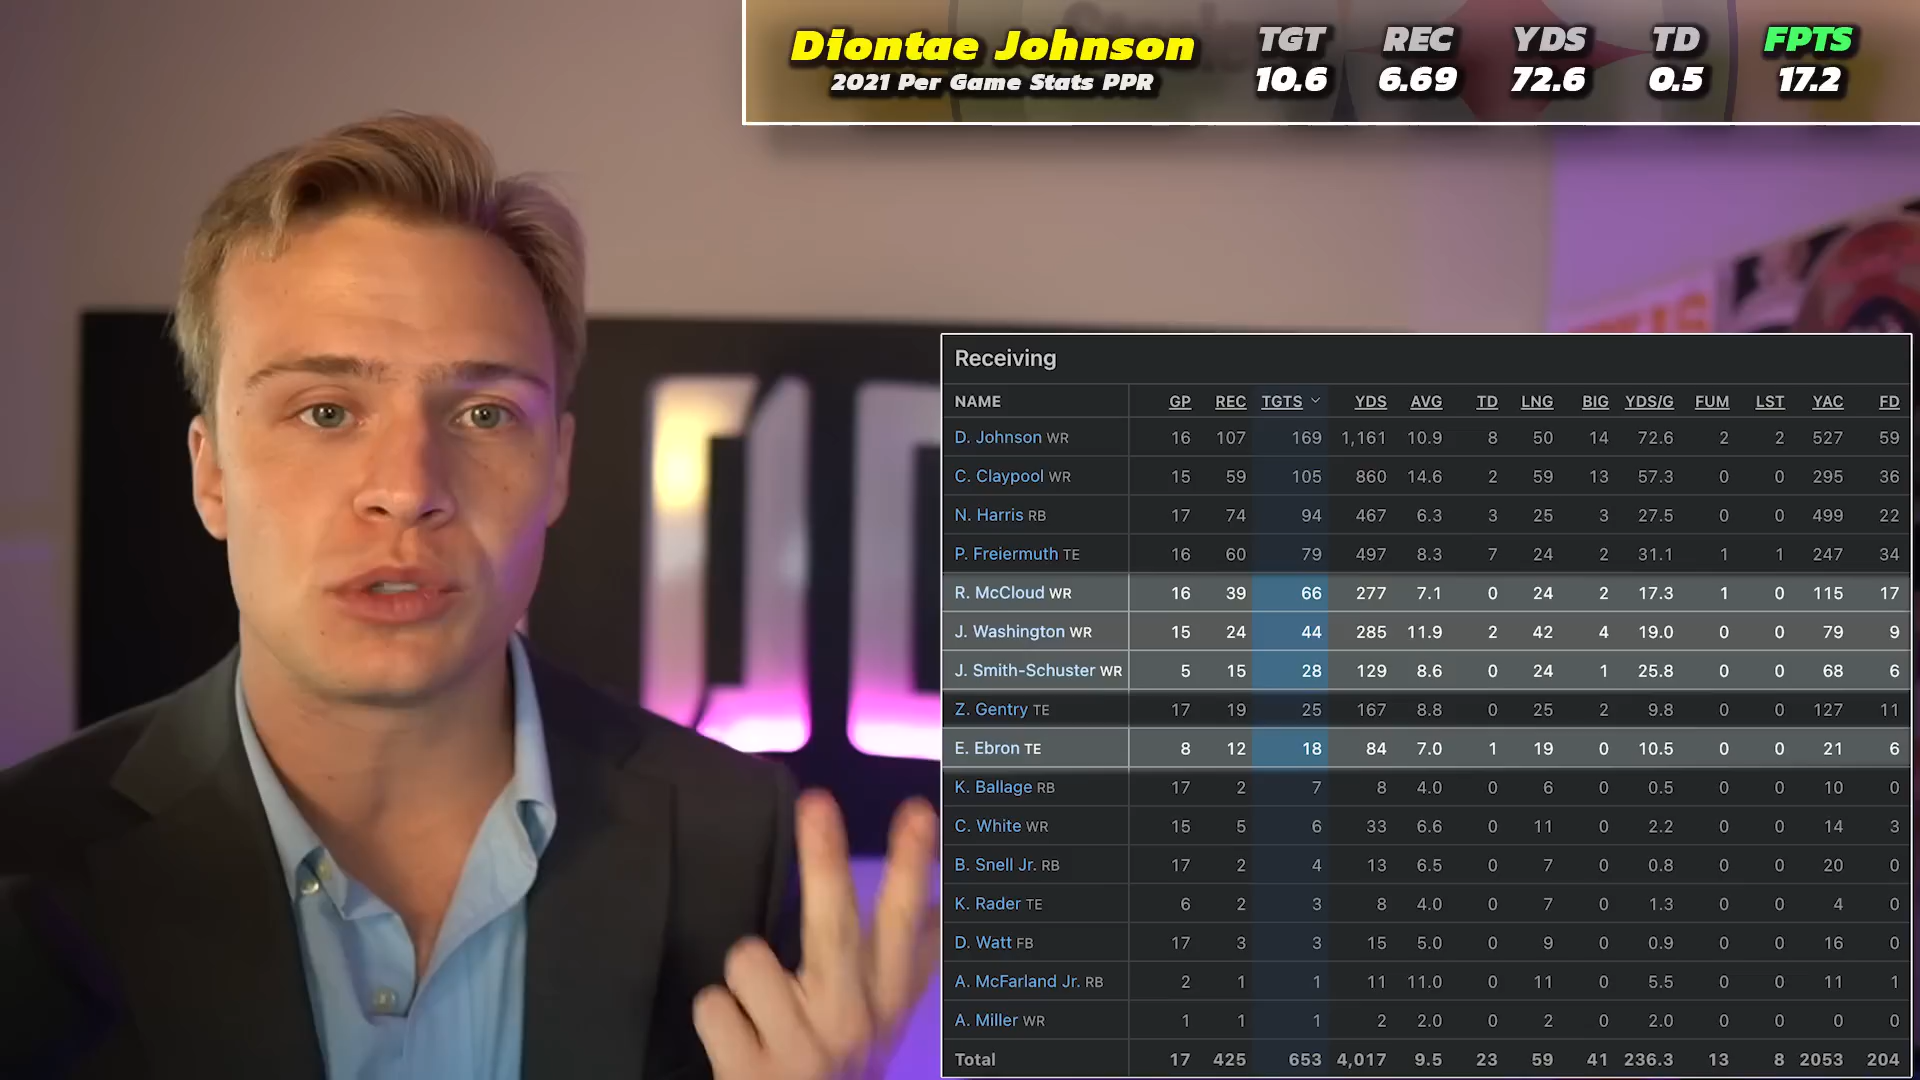 Diontae Johnson TGT REC YDS TD FPTS
2021 Per Game Stats PPR 10.6 6.69 72.6 0.5 17.2
Receiving
NAME GP REC TGTS YDS AVG TD LNG BIG YDS/G FUM LST YAC FD
D. Johnson WR 16 107 169 1,161 10.9 8 50 14 72.6 2 2 527 59
C. Claypool WR 15 59 105 860 14.6 2 59 13 57.3 0 0 295 36
N. Harris RB 17 74 94 467 6.3 3 25 3 27.5 0 0 499 22
P. Freiermuth TE 16 60 79 497 8.3 7 24 2 31.1 1 1 247 34
R. McCloud WR 16 39 66 277 7.1 0 24 2 17.3 1 0 115 17
J. Washington WR 15 24 44 285 11.9 2 42 4 19.0 0 0 79 9
J. Smith-Schuster WR 5 15 28 129 8.6 0 24 1 25.8 0 0 68 6
Z. Gentry TE 17 19 25 167 8.8 0 25 2 9.8 0 0 127 11
E. Ebron TE 8 12 18 84 7.0 1 19 0 10.5 0 0 21 6
K. Ballage RB 17 2 7 8 4.0 0 6 0 0.5 0 0 10 0
C. White WR 15 5 6 33 6.6 0 11 0 2.2 0 0 14 3
B. Snell Jr. RB 17 2 4 13 6.5 0 7 0 0.8 0 0 20 0
K. Rader TE 6 2 3 8 4.0 0 7 0 1.3 0 0 4 0
D. Watt FB 17 3 3 15 5.0 0 9 0 0.9 0 0 16 0
A. McFarland Jr. RB 2 1 1 11 11.0 0 11 0 5.5 0 0 11 1
A. Miller WR 1 1 1 2 2.0 0 2 0 2.0 0 0 0 0
Total 17 425 653 4,017 9.5 23 59 41 236.3 13 8 2053 204